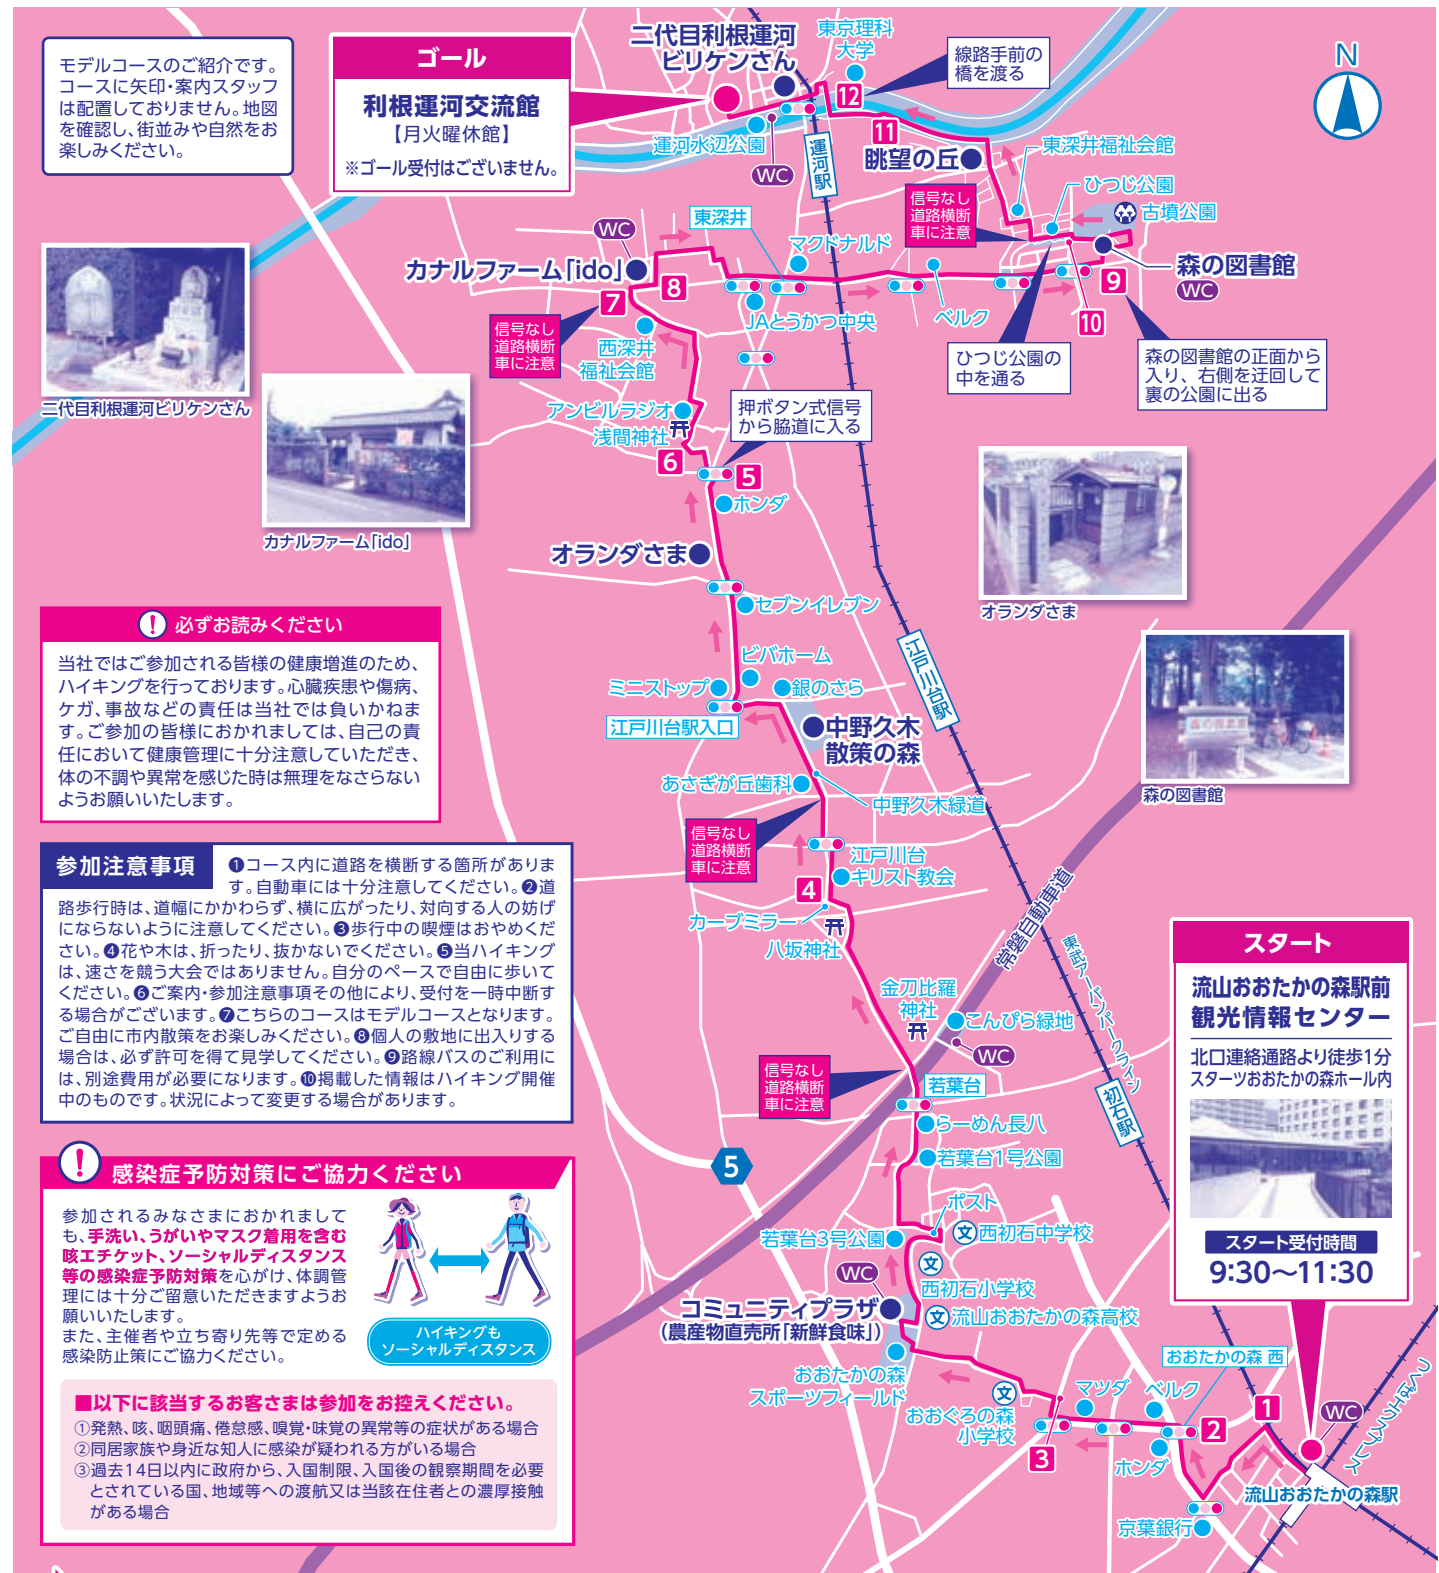 モデルコースのご紹介です。
コースに矢印・案内スタッフ
は配置しておりません。地図
を確認し、街並みや自然をお
楽しみください。
ゴール
利根運河交流館
【月火曜休館】
※ゴール受付はございません。
二代目利根運河
ビリケンさん
東京理科
大学
線路手前の
橋を渡る
N
12
11
運河水辺公園
WC
運河駅
眺望の丘
東深井福祉会館
ひつじ公園
古墳公園
信号なし
道路横断
車に注意
森の図書館
WC
9
10
ひつじ公園の
中を通る
森の図書館の正面から
入り、右側を迂回して
裏の公園に出る
WC
東深井
マクドナルド
カナルファーム「ido」
8
7
JAとうかつ中央
ベルク
信号なし
道路横断
車に注意
西深井
福祉会館
アンビルラジオ
浅間神社
押ボタン式信号
から脇道に入る
6
5
ホンダ
オランダさま
セブンイレブン
二代目利根運河ビリケンさん
カナルファーム「ido」
オランダさま
森の図書館
森の図書館
必ずお読みください
当社ではご参加される皆様の健康増進のため、
ハイキングを行っております。心臓疾患や傷病、
ケガ、事故などの責任は当社では負いかねま
す。ご参加の皆様におかれましては、自己の責
任において健康管理に十分注意していただき、
体の不調や異常を感じた時は無理をなさらない
ようお願いいたします。
ビバホーム
ミニストップ
銀のさら
江戸川台駅入口
江戸川台駅
中野久木
散策の森
あさぎが丘歯科
中野久木緑道
信号なし
道路横断
車に注意
江戸川台
キリスト教会
4
カーブミラー
八坂神社
常磐自動車道
東武アーバンパークライン
金刀比羅
神社
こんぴら緑地
WC
初石駅
信号なし
道路横断
車に注意
若葉台
らーめん長八
若葉台1号公園
5
ポスト
若葉台3号公園
西初石中学校
文
西初石小学校
文
WC
コミュニティプラザ
(農産物直売所「新鮮食味」)
文
流山おおたかの森高校
おおたかの森
スポーツフィールド
文
おおぐろの森
小学校
3
マツダ
ベルク
おおたかの森 西
2
ホンダ
1
WC
京葉銀行
流山おおたかの森駅
つくばエクスプレス
スタート
流山おおたかの森駅前
観光情報センター
北口連絡通路より徒歩1分
スターツおおたかの森ホール内
スタート受付時間
9:30〜11:30
参加注意事項
❶コース内に道路を横断する箇所がありま
す。自動車には十分注意してください。❷道
路歩行時は、道幅にかかわらず、横に広がったり、対向する人の妨げ
にならないように注意してください。❸歩行中の喫煙はおやめくだ
さい。❹花や木は、折ったり、抜かないでください。❺当ハイキング
は、速さを競う大会ではありません。自分のペースで自由に歩いて
ください。❻ご案内・参加注意事項その他により、受付を一時中断す
る場合がございます。❼こちらのコースはモデルコースとなります。
ご自由に市内散策をお楽しみください。❽個人の敷地に出入りする
場合は、必ず許可を得て見学してください。❾路線バスのご利用に
は、別途費用が必要になります。❿掲載した情報はハイキング開催
中のものです。状況によって変更する場合があります。
感染症予防対策にご協力ください
参加されるみなさまにおかれまして
も、手洗い、うがいやマスク着用を含む
咳エチケット、ソーシャルディスタンス
等の感染症予防対策を心がけ、体調管
理には十分ご留意いただきますようお
願いいたします。
また、主催者や立ち寄り先等で定める
感染防止策にご協力ください。
ハイキングも
ソーシャルディスタンス
■以下に該当するお客さまは参加をお控えください。
①発熱、咳、咽頭痛、倦怠感、嗅覚・味覚の異常等の症状がある場合
②同居家族や身近な知人に感染が疑われる方がいる場合
③過去14日以内に政府から、入国制限、入国後の観察期間を必要
とされている国、地域等への渡航又は当該在住者との濃厚接触
がある場合